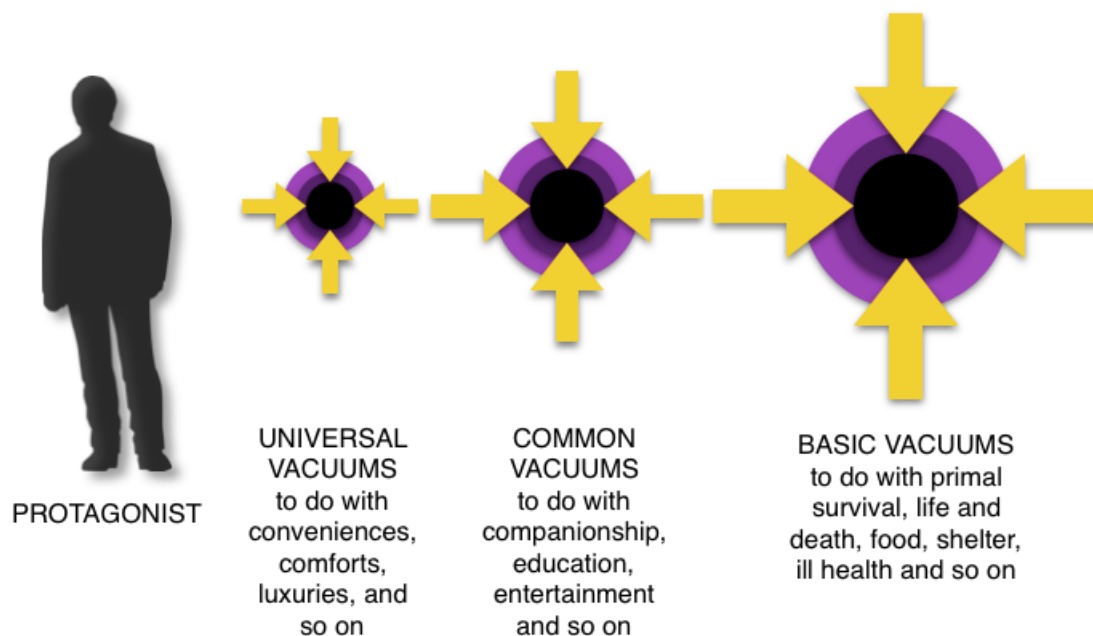 PROTAGONIST
UNIVERSAL
VACUUMS
to do with
conveniences,
comforts,
luxuries, and
so on
COMMON
VACUUMS
to do with
companionship,
education,
entertainment
and so on
BASIC VACUUMS
to do with primal
survival, life and
death, food, shelter,
ill health and so on